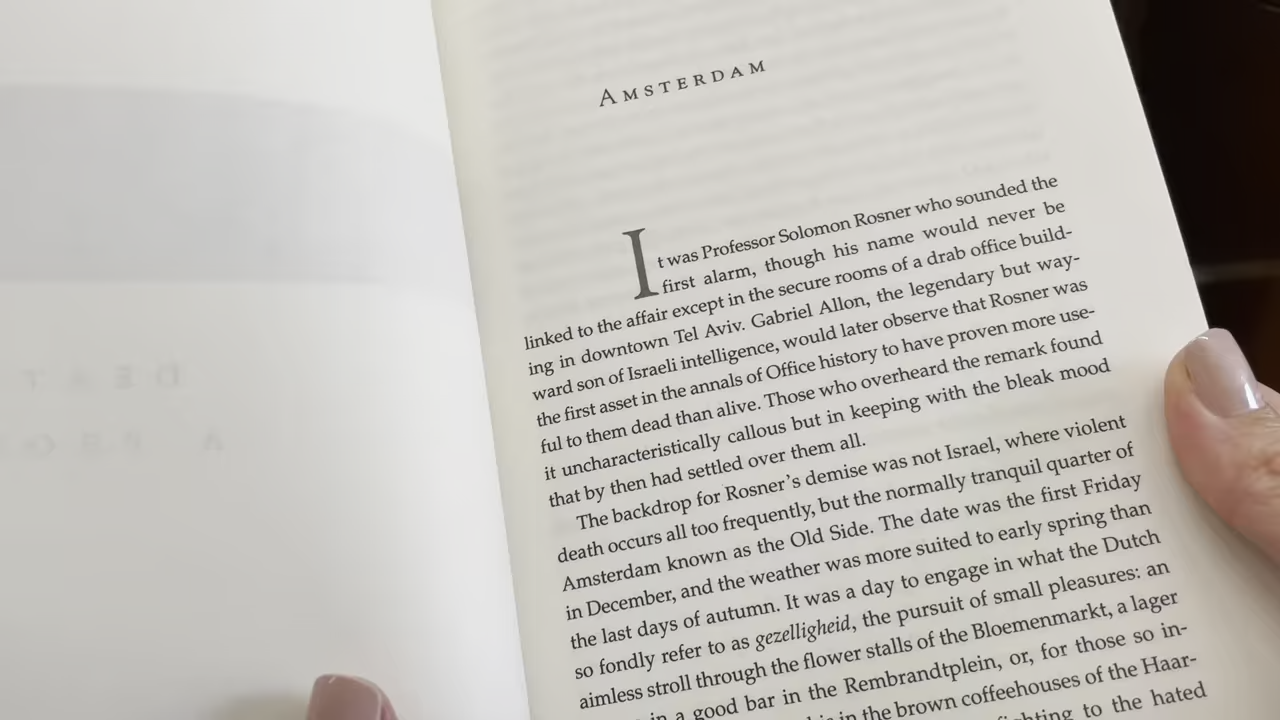 AMSTERDAM
It was Professor Solomon Rosner who sounded the
first alarm, though his name would never be
linked to the affair except in the secure rooms of a drab office build-
ing in downtown Tel Aviv. Gabriel Allon, the legendary but way-
ward son of Israeli intelligence, would later observe that Rosner was
the first asset in the annals of Office history to have proven more use-
ful to them dead than alive. Those who overheard the remark found
it uncharacteristically callous but in keeping with the bleak mood
that by then had settled over them all.
The backdrop for Rosner's demise was not Israel, where violent
death occurs all too frequently, but the normally tranquil quarter of
Amsterdam known as the Old Side. The date was the first Friday
in December, and the weather was more suited to early spring than
the last days of autumn. It was a day to engage in what the Dutch
so fondly refer to as gezelligheid, the pursuit of small pleasures: an
aimless stroll through the flower stalls of the Bloemenmarkt, a lager
in a good bar in the Rembrandtplein, or, for those so in-
in the brown coffeehouses of the Haar-
to the hated